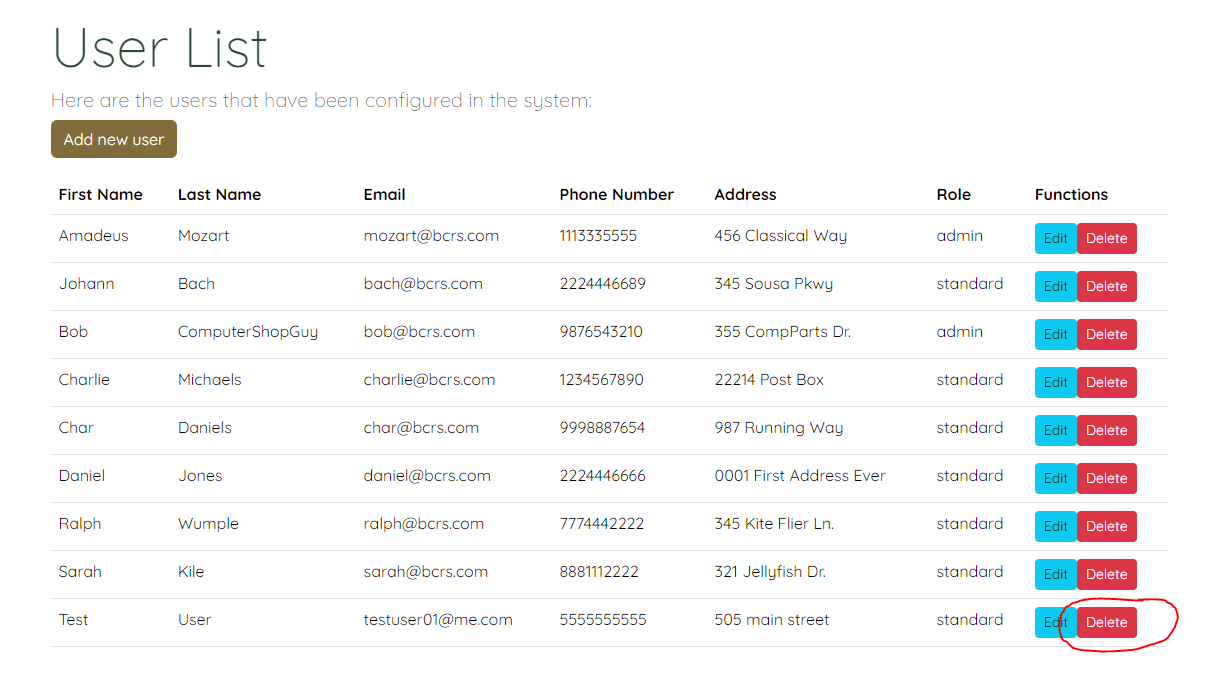 User List
Here are the users that have been configured in the system:
Add new user
First Name Last Name Email Phone Number Address Role Functions
Amadeus Mozart mozart@bcrs.com 1113335555 456 Classical Way admin Edit Delete
Johann Bach bach@bcrs.com 2224446689 345 Sousa Pkwy standard Edit Delete
Bob ComputerShopGuy bob@bcrs.com 9876543210 355 CompParts Dr. admin Edit Delete
Charlie Michaels charlie@bcrs.com 1234567890 22214 Post Box standard Edit Delete
Char Daniels char@bcrs.com 9998887654 987 Running Way standard Edit Delete
Daniel Jones daniel@bcrs.com 2224446666 0001 First Address Ever standard Edit Delete
Ralph Wumple ralph@bcrs.com 7774442222 345 Kite Flier Ln. standard Edit Delete
Sarah Kile sarah@bcrs.com 8881112222 321 Jellyfish Dr. standard Edit Delete
Test User testuser01@me.com 5555555555 505 main street standard Edit Delete